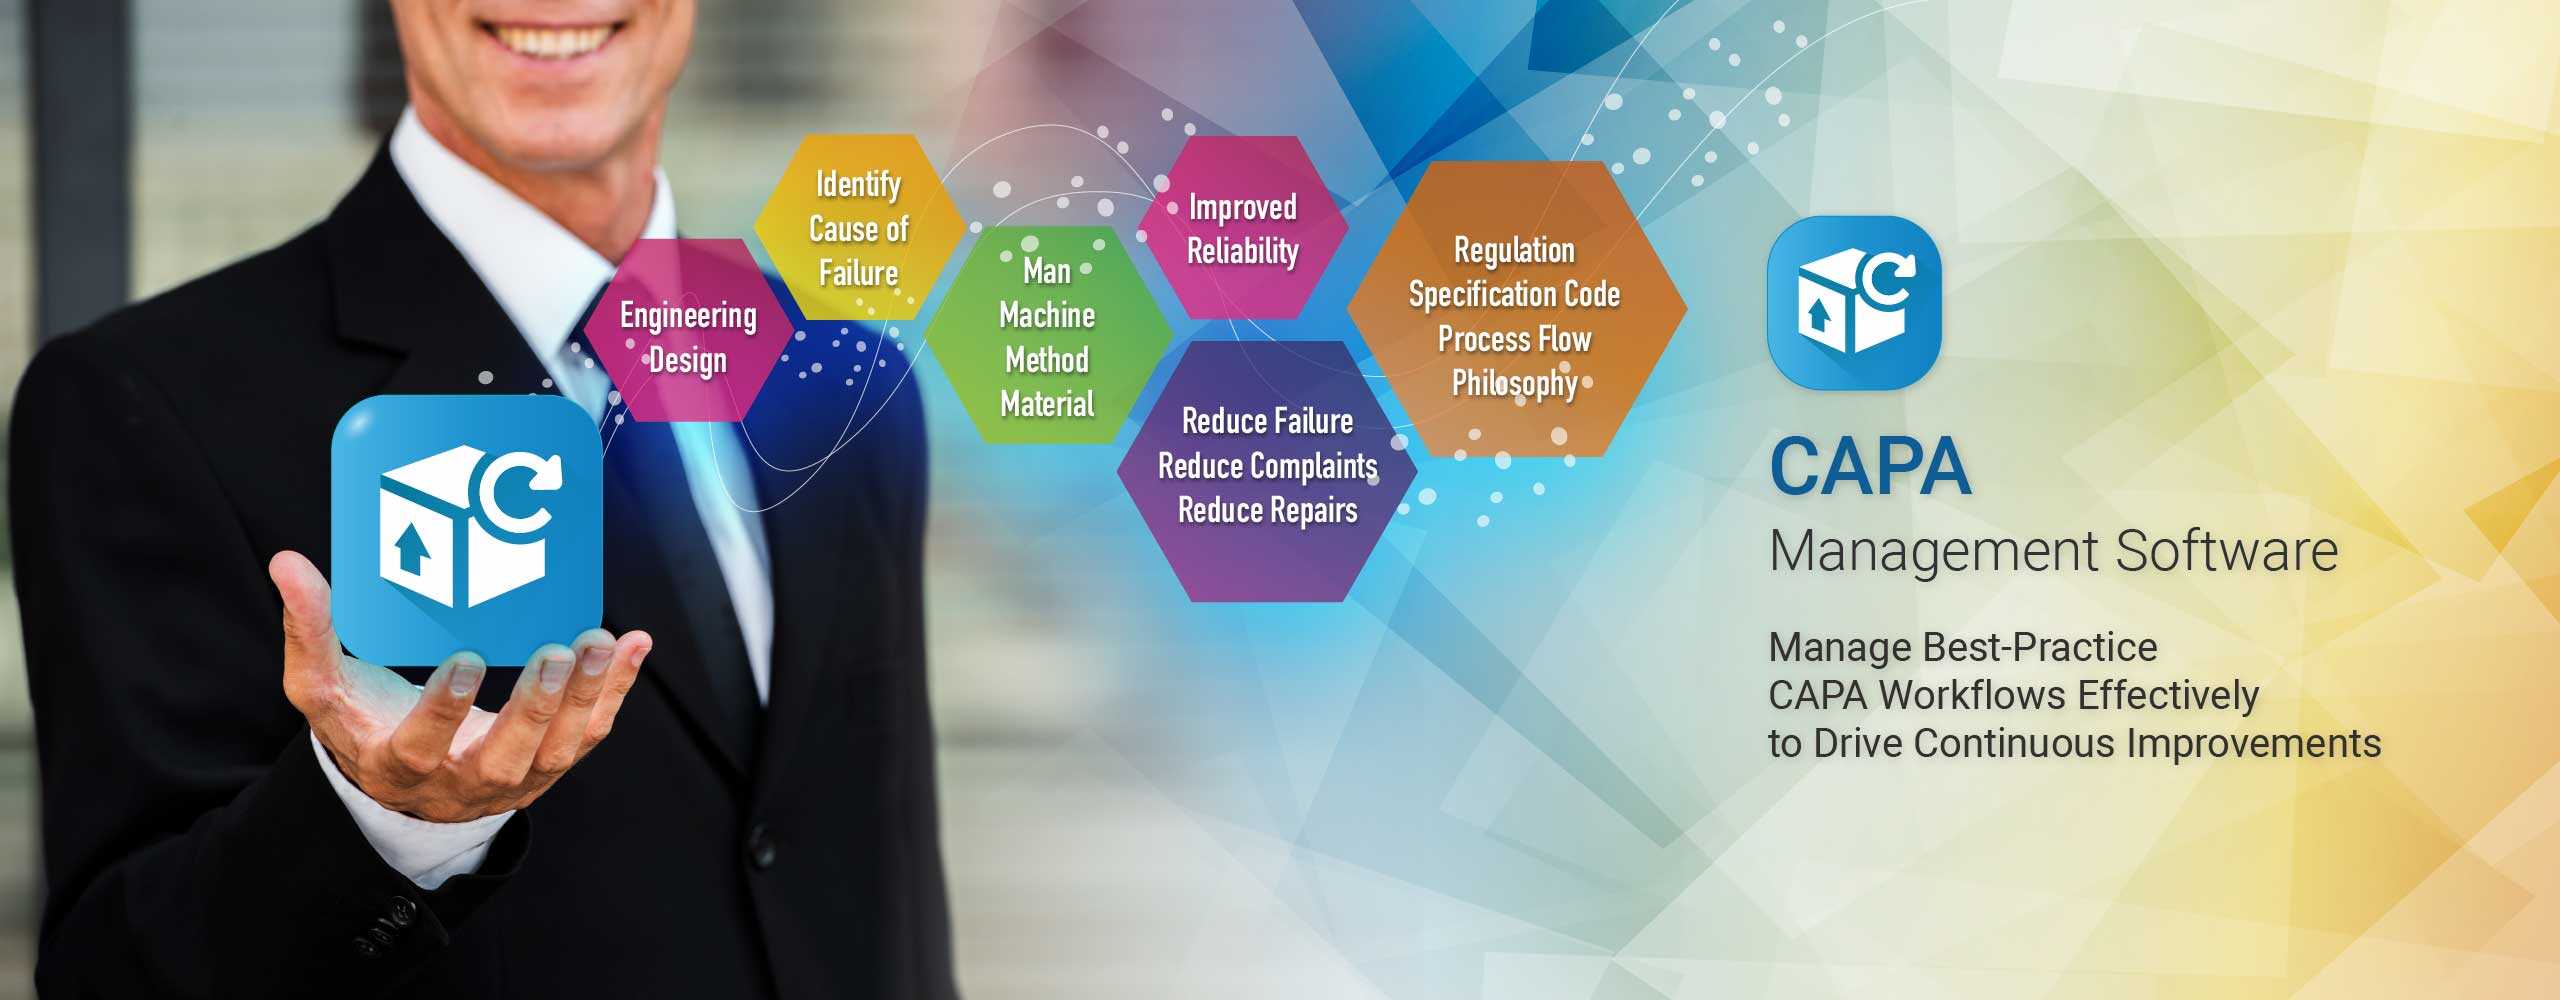 Identify
Cause of
Failure
Engineering
Design
Man
Machine
Method
Material
Improved
Reliability
Reduce Failure
Reduce Complaints
Reduce Repairs
Regulation
Specification Code
Process Flow
Philosophy
CAPA
Management Software
Manage Best-Practice
CAPA Workflows Effectively
to Drive Continuous Improvements